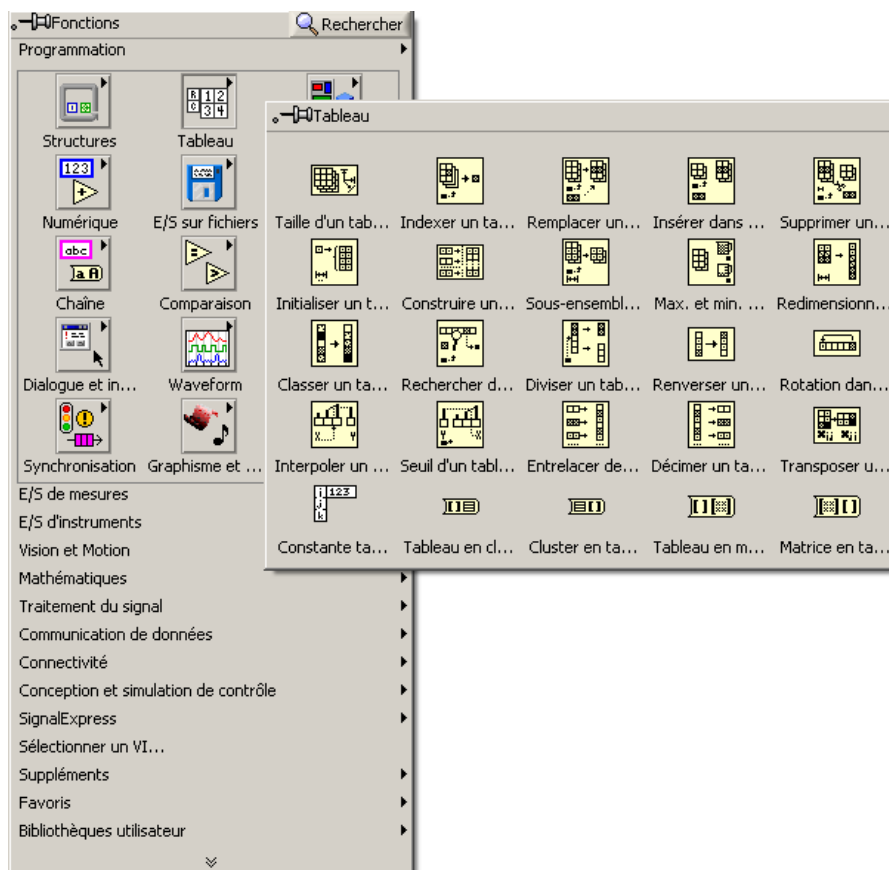 Fonctions
Rechercher
Programmation
Structures
Tableau
Numérique
E/S sur fichiers
Chaîne
Comparaison
Dialogue et in...
Waveform
Synchronisation
Graphisme et ...
E/S de mesures
E/S d'instruments
Vision et Motion
Mathématiques
Traitement du signal
Communication de données
Connectivité
Conception et simulation de contrôle
SignalExpress
Sélectionner un VI...
Suppléments
Favoris
Bibliothèques utilisateur
Tableau
Taille d'un tab...
Indexer un ta...
Remplacer un...
Insérer dans ...
Supprimer un...
Initialiser un t...
Construire un...
Sous-ensembl...
Max. et min. ...
Redimensionn...
Classer un ta...
Rechercher d...
Diviser un tab...
Renverser un...
Rotation dan...
Interpoler un ...
Seuil d'un tabl...
Entrelacer de...
Décimer un ta...
Transposer u...
Constante ta...
Tableau en cl...
Cluster en ta...
Tableau en m...
Matrice en ta...